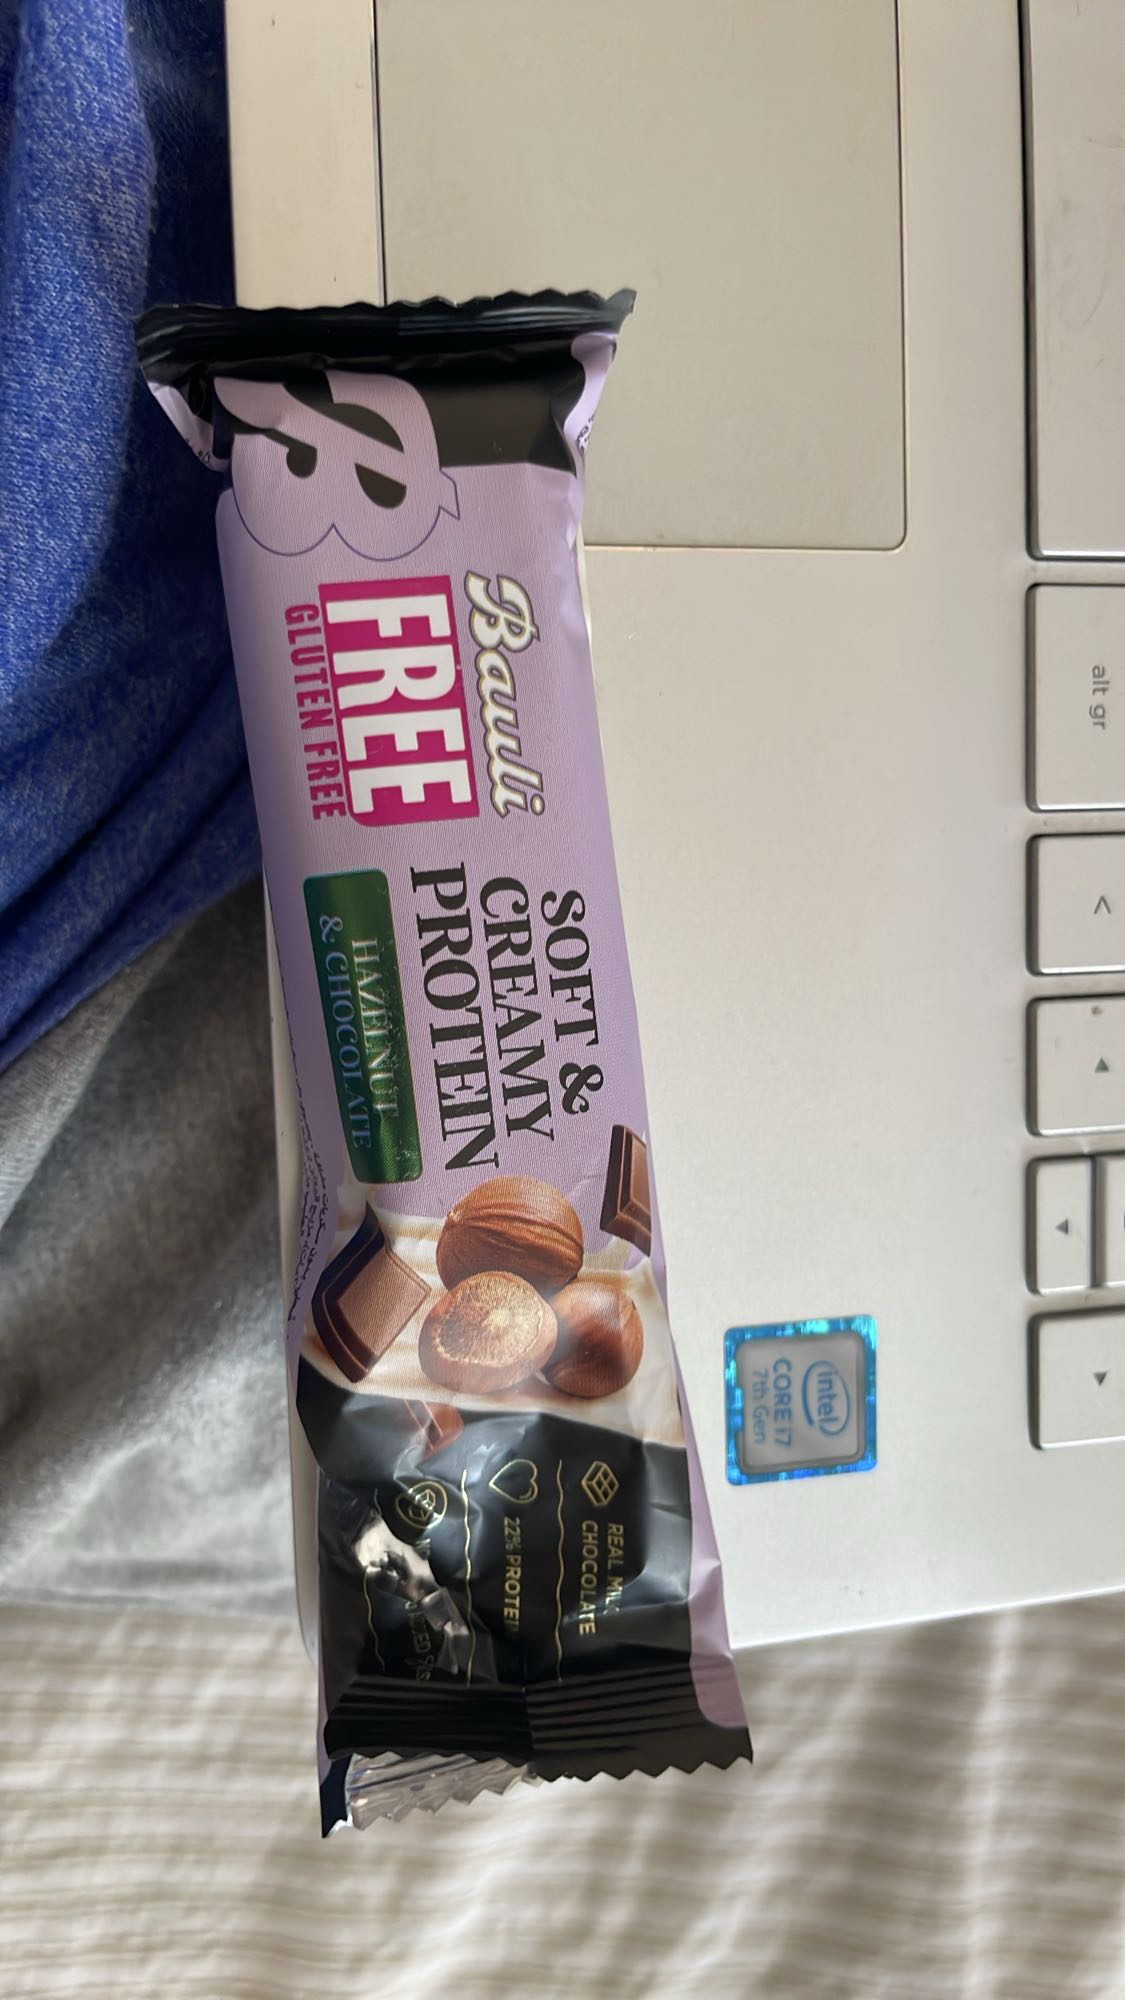 Bauli
FREE
GLUTEN FREE
SOFT &
CREAMY
PROTEIN
HAZELNUT
& CHOCOLATE
REAL
CHOCOLATE
22% PROTEIN
intel
CORE i7
7th Gen
alt gr
<